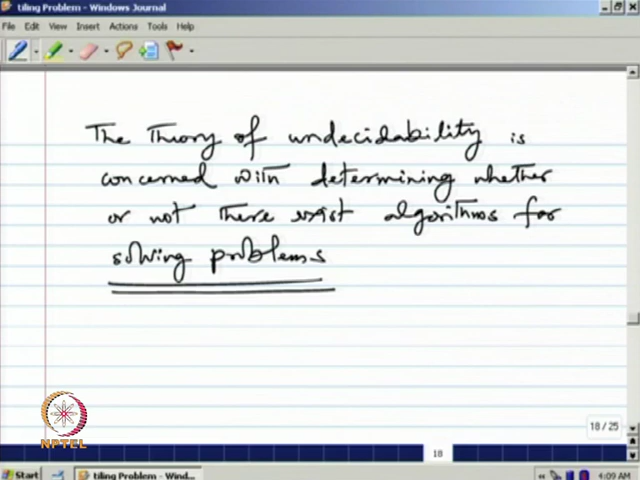 tiling Problem - Windows Journal
File Edit View Insert Actions Tools Help
The Theory of undecidability is
concerned with determining whether
or not there exist algorithms for
solving problems
NPTEL
18 / 25
18
Start
tiling Problem - Wind...
4:09 AM